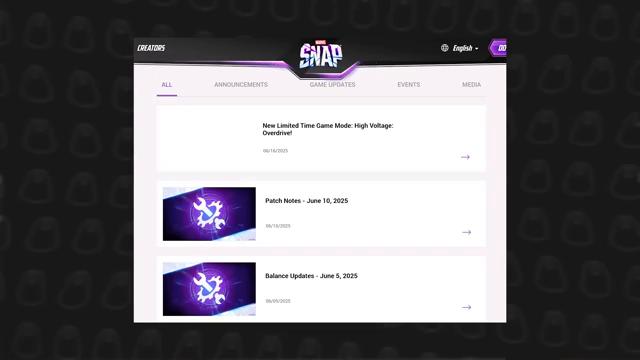 CREATORS
MARVEL
SNAP
English
ALL
ANNOUNCEMENTS
GAME UPDATES
EVENTS
MEDIA
New Limited Time Game Mode: High Voltage:
Overdrive!
06/16/2025
Patch Notes - June 10, 2025
06/10/2025
Balance Updates - June 5, 2025
06/05/2025